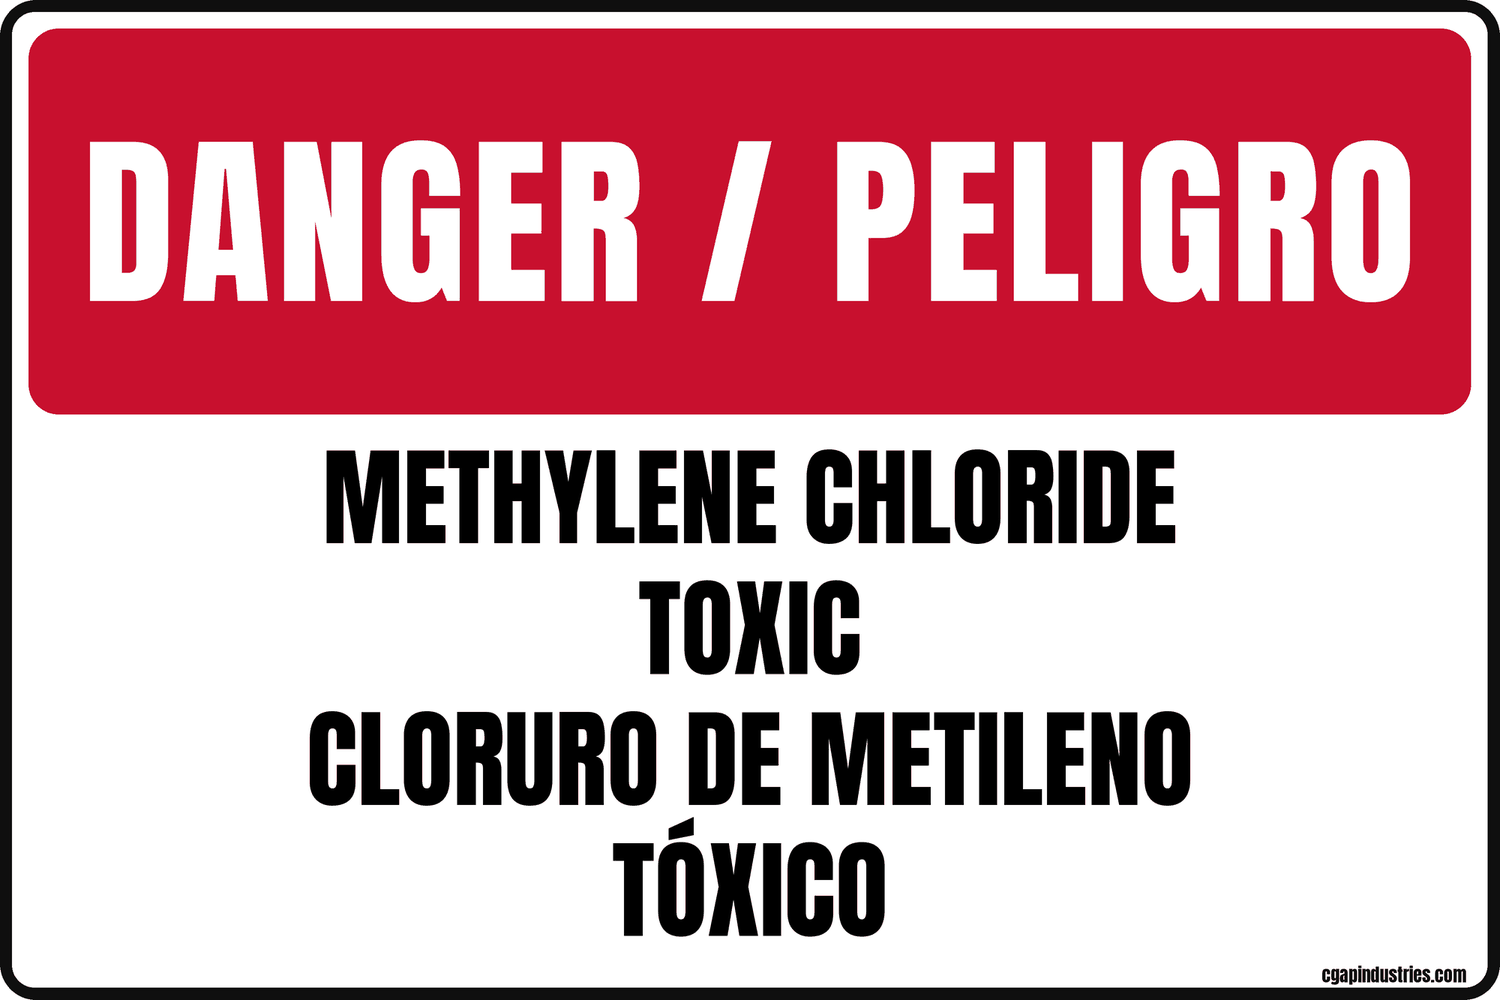 DANGER / PELIGRO
METHYLENE CHLORIDE
TOXIC
CLORURO DE METILENO
TÓXICO
cgapindustries.com